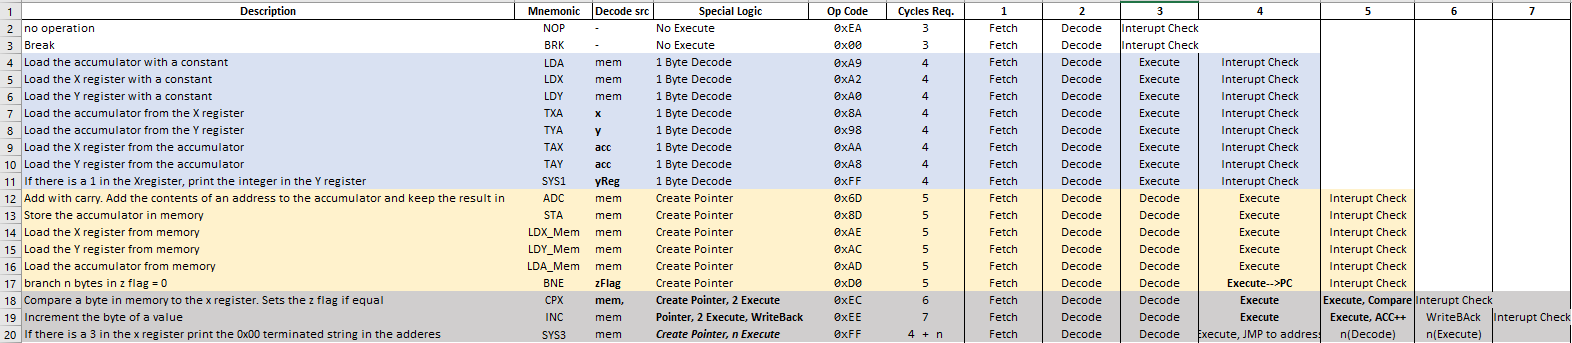 1 Description Mnemonic Decode src Special Logic Op Code Cycles Req. 1 2 3 4 5 6 7
2 no operation NOP - No Execute 0xEA 3 Fetch Decode Interupt Check
3 Break BRK - No Execute 0x00 3 Fetch Decode Interupt Check
4 Load the accumulator with a constant LDA mem 1 Byte Decode 0xA9 4 Fetch Decode Execute Interupt Check
5 Load the X register with a constant LDX mem 1 Byte Decode 0xA2 4 Fetch Decode Execute Interupt Check
6 Load the Y register with a constant LDY mem 1 Byte Decode 0xA0 4 Fetch Decode Execute Interupt Check
7 Load the accumulator from the X register TXA x 1 Byte Decode 0x8A 4 Fetch Decode Execute Interupt Check
8 Load the accumulator from the Y register TYA y 1 Byte Decode 0x98 4 Fetch Decode Execute Interupt Check
9 Load the X register from the accumulator TAX acc 1 Byte Decode 0xAA 4 Fetch Decode Execute Interupt Check
10 Load the Y register from the accumulator TAY acc 1 Byte Decode 0xA8 4 Fetch Decode Execute Interupt Check
11 If there is a 1 in the Xregister, print the integer in the Y register SYS1 yReg 1 Byte Decode 0xFF 4 Fetch Decode Execute Interupt Check
12 Add with carry. Add the contents of an address to the accumulator and keep the result in ADC mem Create Pointer 0x6D 5 Fetch Decode Decode Execute Interupt Check
13 Store the accumulator in memory STA mem Create Pointer 0x8D 5 Fetch Decode Decode Execute Interupt Check
14 Load the X register from memory LDX_Mem mem Create Pointer 0xAE 5 Fetch Decode Decode Execute Interupt Check
15 Load the Y register from memory LDY_Mem mem Create Pointer 0xAC 5 Fetch Decode Decode Execute Interupt Check
16 Load the accumulator from memory LDA_Mem mem Create Pointer 0xAD 5 Fetch Decode Decode Execute Interupt Check
17 branch n bytes in z flag = 0 BNE zFlag Create Pointer 0xD0 5 Fetch Decode Decode Execute-->PC Interupt Check
18 Compare a byte in memory to the x register. Sets the z flag if equal CPX mem, Create Pointer, 2 Execute 0xEC 6 Fetch Decode Decode Execute Execute, Compare Interupt Check
19 Increment the byte of a value INC mem Pointer, 2 Execute, WriteBack 0xEE 7 Fetch Decode Decode Execute Execute, ACC++ WriteBAck Interupt Check
20 If there is a 3 in the x register print the 0x00 terminated string in the adderes SYS3 mem Create Pointer, n Execute 0xFF 4 + n Fetch Decode Decode Execute, JMP to address n(Decode) n(Execute)